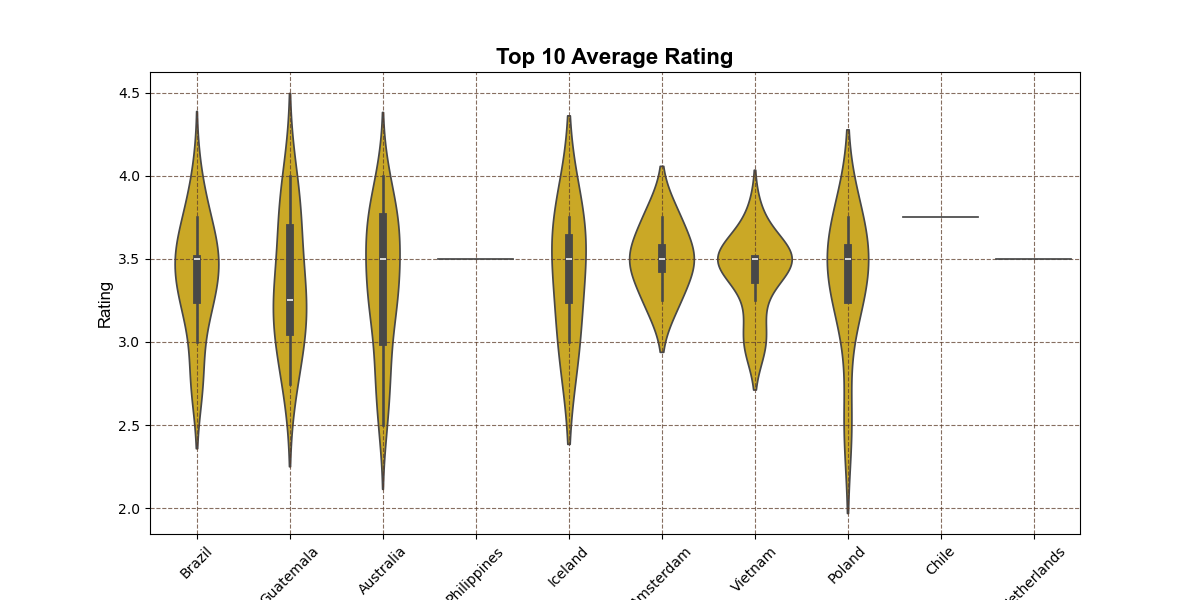 Top 10 Average Rating
Rating
4.5
4.0
3.5
3.0
2.5
2.0
Brazil
Guatemala
Australia
Philippines
Iceland
Amsterdam
Vietnam
Poland
Chile
etherlands